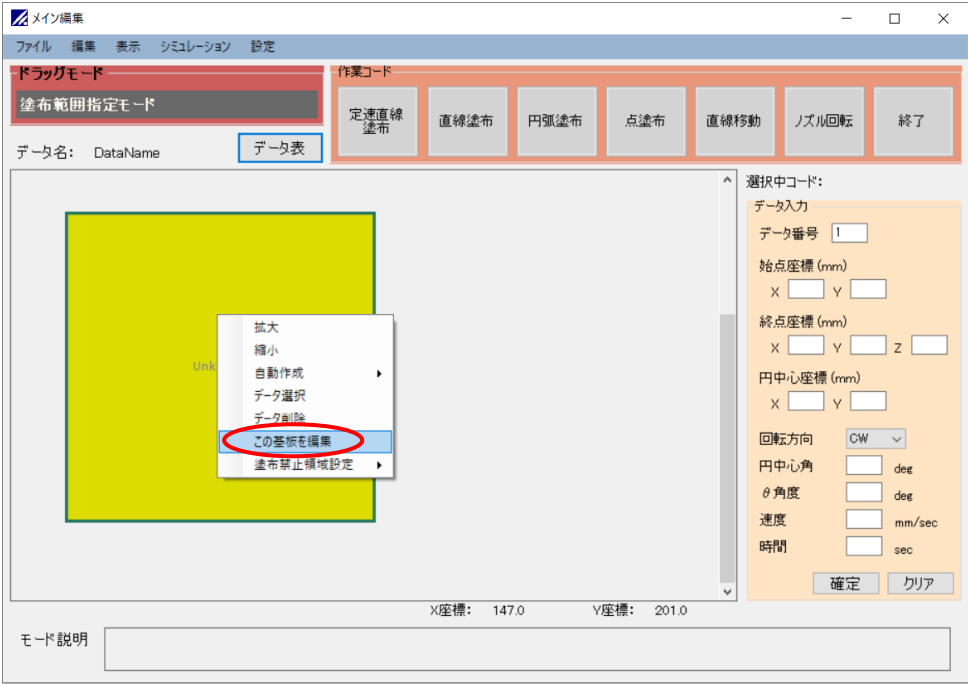 メイン編集
ファイル 編集 表示 シミュレーション 設定
ドラッグモード
塗布範囲指定モード
データ名: DataName
データ表
作業コード
定速直線
塗布
直線塗布
円弧塗布
点塗布
直線移動
ノズル回転
終了
Unk
拡大
縮小
自動作成
データ選択
データ削除
この基板を編集
塗布禁止領域設定
選択中コード:
データ入力
データ番号 1
始点座標(mm)
X Y
終点座標(mm)
X Y Z
円中心座標(mm)
X Y
回転方向 CW
円中心角 deg
θ角度 deg
速度 mm/sec
時間 sec
確定 クリア
X座標: 147.0 Y座標: 201.0
モード説明